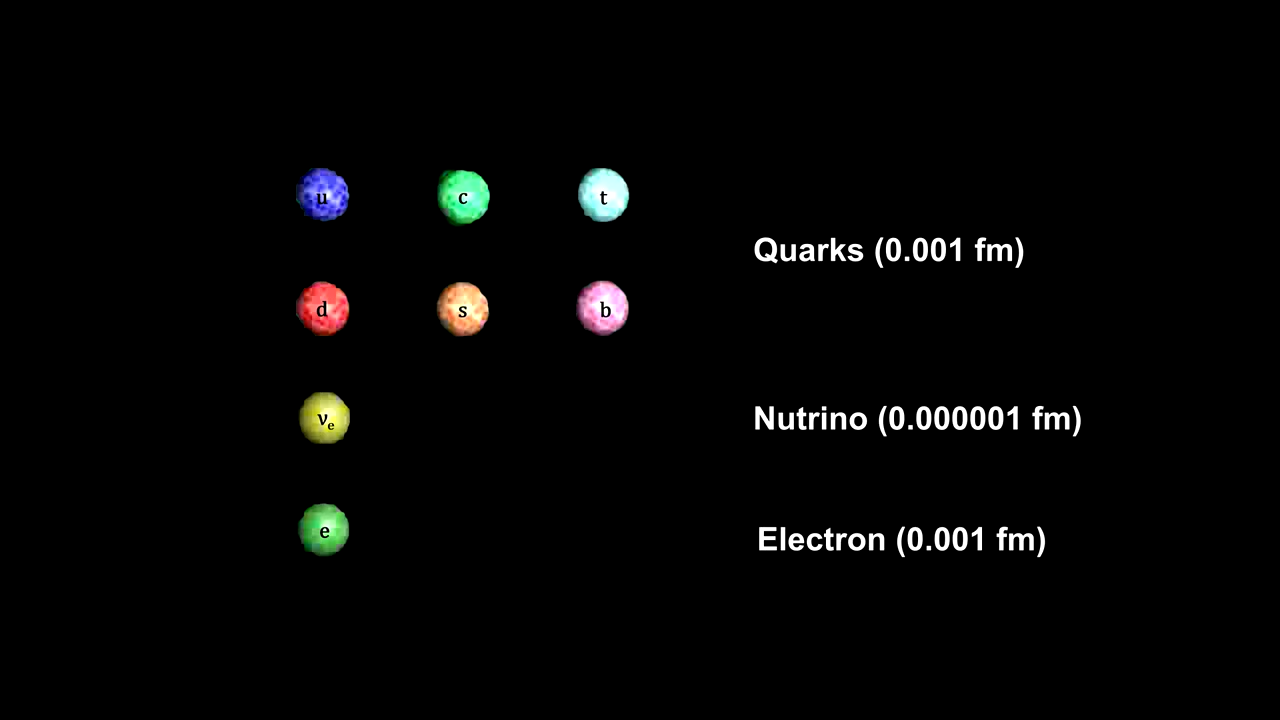 u c t
Quarks (0.001 fm)
d s b
νe
Nutrino (0.000001 fm)
e
Electron (0.001 fm)